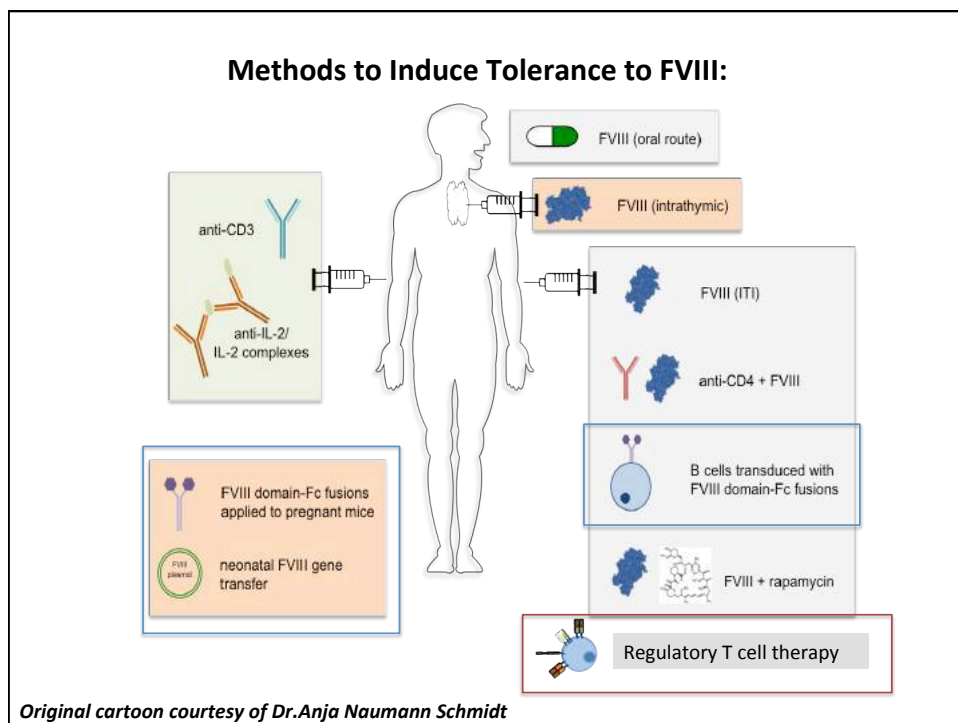 Methods to Induce Tolerance to FVIII:
FVIII (oral route)
FVIII (intrathymic)
anti-CD3
anti-IL-2/
IL-2 complexes
FVIII (ITI)
anti-CD4 + FVIII
B cells transduced with
FVIII domain-Fc fusions
FVIII + rapamycin
FVIII domain-Fc fusions
applied to pregnant mice
FVIII
plasmid
neonatal FVIII gene
transfer
Regulatory T cell therapy
Original cartoon courtesy of Dr.Anja Naumann Schmidt